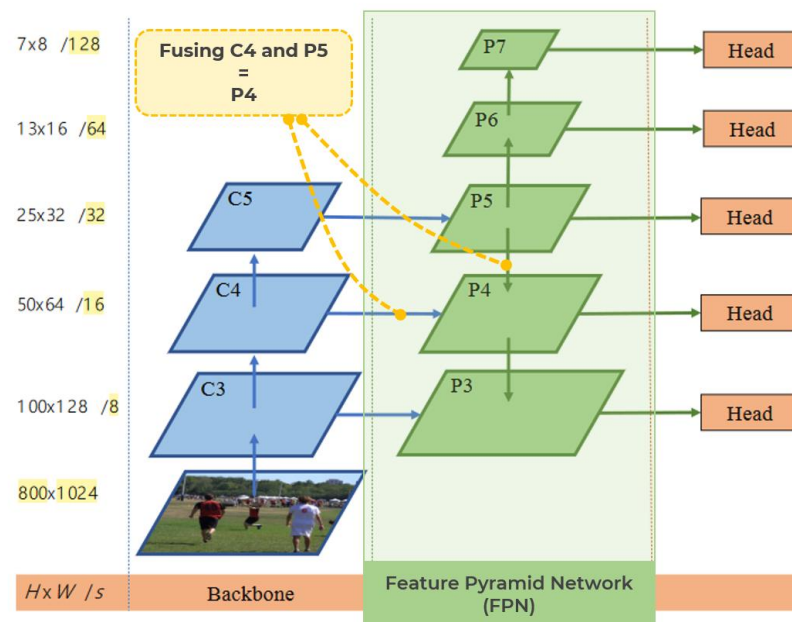 7x8 /128
Fusing C4 and P5
=
P4
P7
Head
13x16 /64
P6
Head
25x32 /32
C5
P5
Head
50x64 /16
C4
P4
Head
100x128 /8
C3
P3
Head
800x1024
HxW /s
Backbone
Feature Pyramid Network
(FPN)